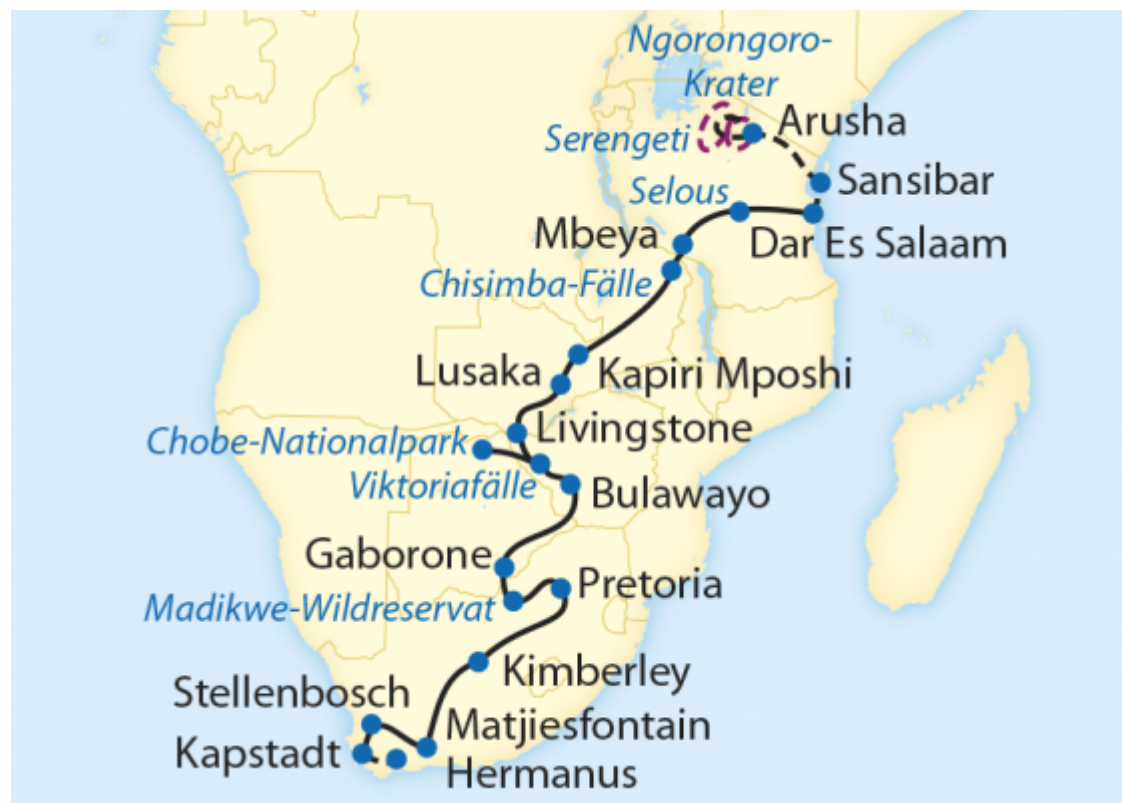 Ngorongoro-
Krater
Arusha
Serengeti
Sansibar
Selous
Mbeya
Dar Es Salaam
Chisimba-Fälle
Lusaka
Kapiri Mposhi
Livingstone
Chobe-Nationalpark
Viktoriafälle
Bulawayo
Gaborone
Pretoria
Madikwe-Wildreservat
Kimberley
Stellenbosch
Matjiesfontain
Kapstadt
Hermanus